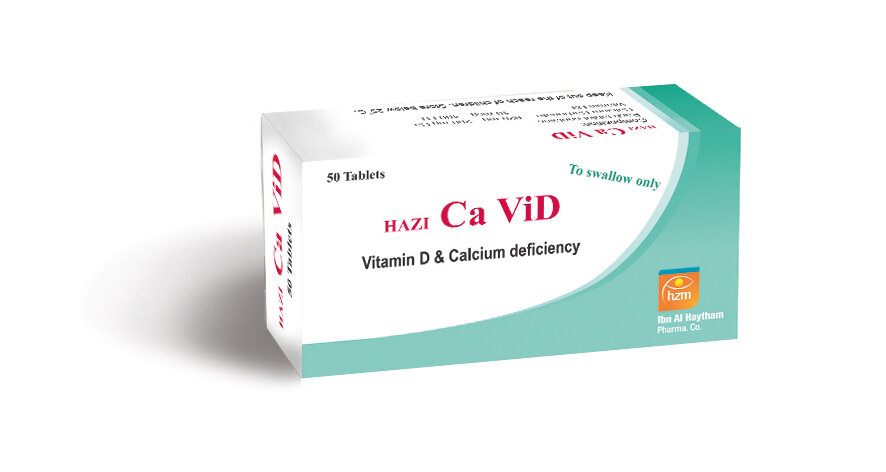 Keep out of the reach of children. Store below 25 C.
Composition:
HAZI Ca ViD
50 Tablets
To swallow only
HAZI Ca ViD
Vitamin D & Calcium deficiency
HAZI Ca ViD
50 Tablets
hzm
Ibn Al Haytham
Pharma. Co.